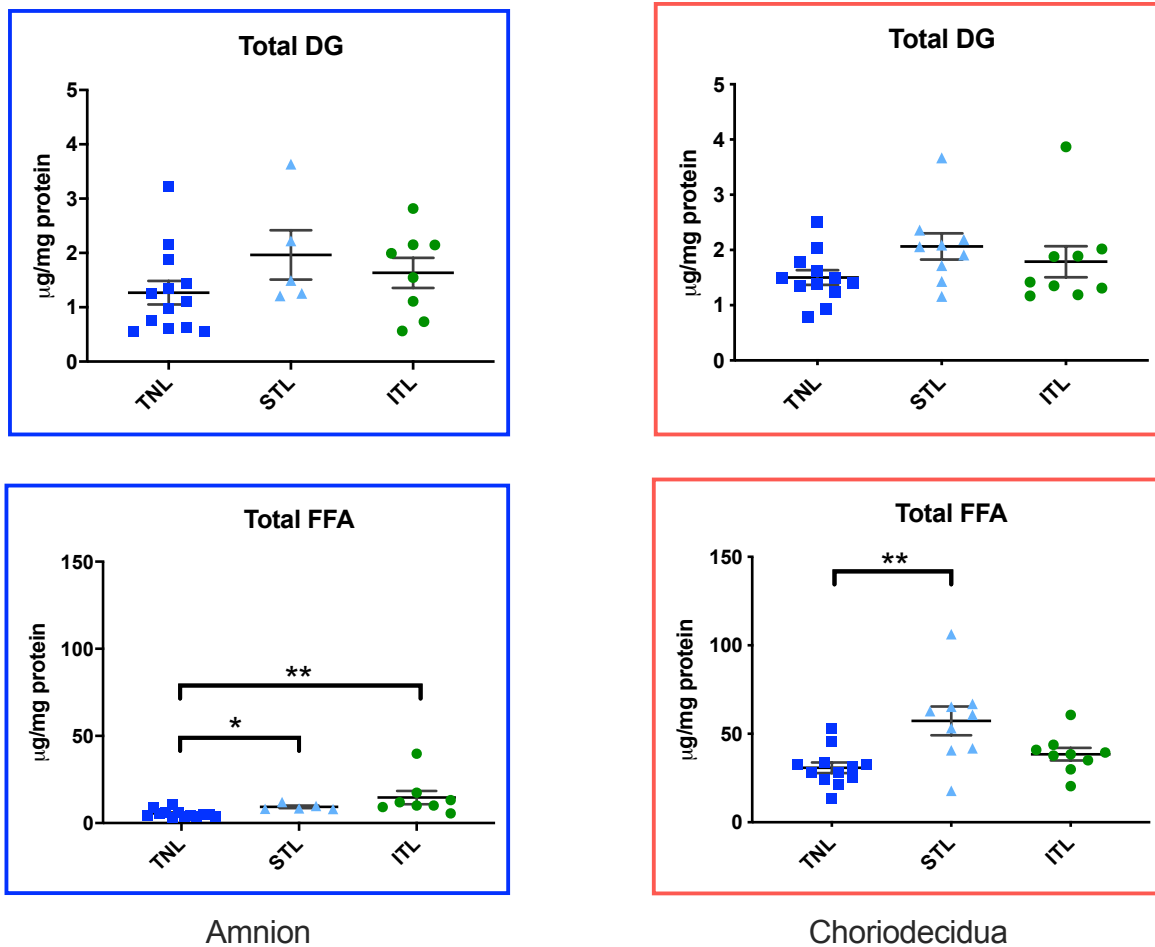 Total DG
μg/mg protein
5
4
3
2
1
0
TNL
STL
ITL
Total DG
μg/mg protein
5
4
3
2
1
0
TNL
STL
ITL
Total FFA
μg/mg protein
150
100
50
0
**
*
TNL
STL
ITL
Amnion
Total FFA
μg/mg protein
150
100
50
0
**
TNL
STL
ITL
Choriodecidua